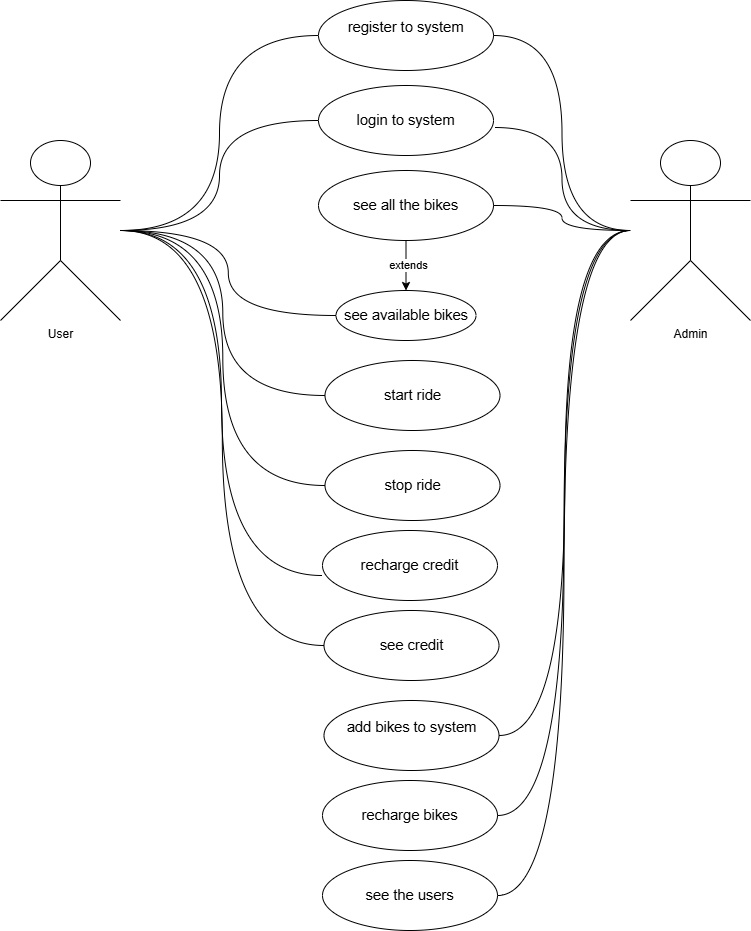 register to system
login to system
see all the bikes
extends
see available bikes
User
Admin
start ride
stop ride
recharge credit
see credit
add bikes to system
recharge bikes
see the users